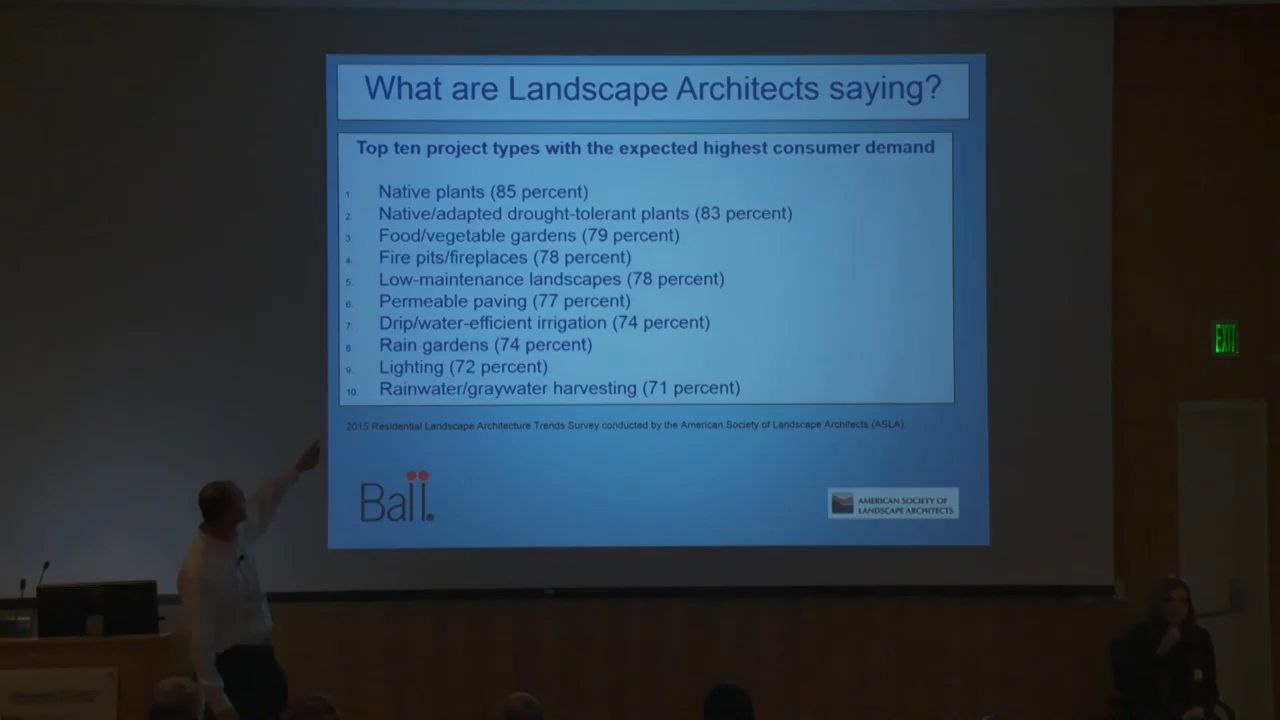 What are Landscape Architects saying?
Top ten project types with the expected highest consumer demand
1. Native plants (85 percent)
2. Native/adapted drought-tolerant plants (83 percent)
3. Food/vegetable gardens (79 percent)
4. Fire pits/fireplaces (78 percent)
5. Low-maintenance landscapes (78 percent)
6. Permeable paving (77 percent)
7. Drip/water-efficient irrigation (74 percent)
8. Rain gardens (74 percent)
9. Lighting (72 percent)
10. Rainwater/graywater harvesting (71 percent)
2015 Residential Landscape Architecture Trends Survey conducted by the American Society of Landscape Architects (ASLA)
Ball
AMERICAN SOCIETY OF
LANDSCAPE ARCHITECTS
EXIT